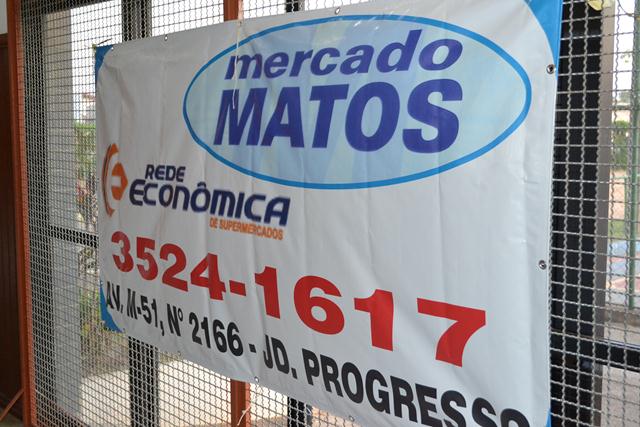 mercado
MATOS
REDE
ECONÔMICA
DE SUPERMERCADOS
3524-1617
AV. M-51, Nº 2166 - JD. PROGRESSO